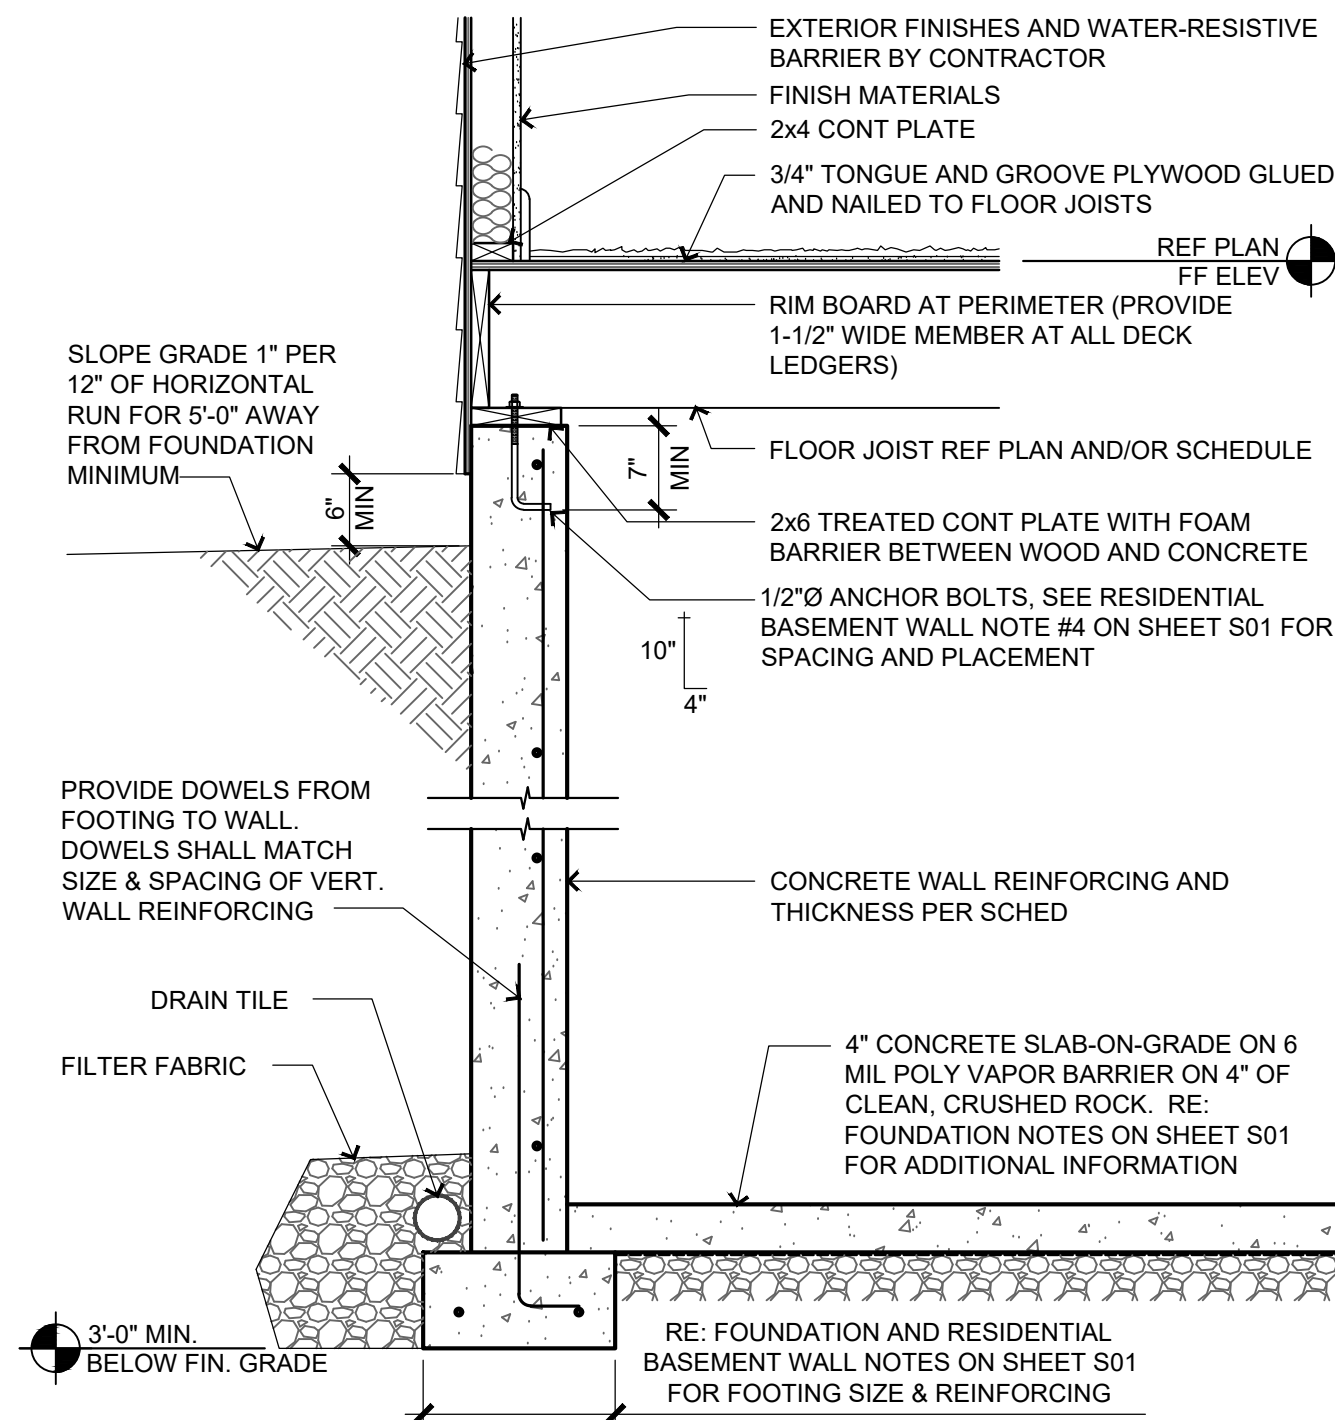 EXTERIOR FINISHES AND WATER-RESISTIVE
BARRIER BY CONTRACTOR
FINISH MATERIALS
2x4 CONT PLATE
3/4" TONGUE AND GROOVE PLYWOOD GLUED
AND NAILED TO FLOOR JOISTS
REF PLAN
FF ELEV
RIM BOARD AT PERIMETER (PROVIDE
1-1/2" WIDE MEMBER AT ALL DECK
LEDGERS)
SLOPE GRADE 1" PER
12" OF HORIZONTAL
RUN FOR 5'-0" AWAY
FROM FOUNDATION
MINIMUM
6"
MIN
7"
MIN
FLOOR JOIST REF PLAN AND/OR SCHEDULE
2x6 TREATED CONT PLATE WITH FOAM
BARRIER BETWEEN WOOD AND CONCRETE
1/2"Ø ANCHOR BOLTS, SEE RESIDENTIAL
BASEMENT WALL NOTE #4 ON SHEET S01 FOR
SPACING AND PLACEMENT
10"
4"
PROVIDE DOWELS FROM
FOOTING TO WALL.
DOWELS SHALL MATCH
SIZE & SPACING OF VERT.
WALL REINFORCING
CONCRETE WALL REINFORCING AND
THICKNESS PER SCHED
DRAIN TILE
FILTER FABRIC
4" CONCRETE SLAB-ON-GRADE ON 6
MIL POLY VAPOR BARRIER ON 4" OF
CLEAN, CRUSHED ROCK. RE:
FOUNDATION NOTES ON SHEET S01
FOR ADDITIONAL INFORMATION
3'-0" MIN.
BELOW FIN. GRADE
RE: FOUNDATION AND RESIDENTIAL
BASEMENT WALL NOTES ON SHEET S01
FOR FOOTING SIZE & REINFORCING